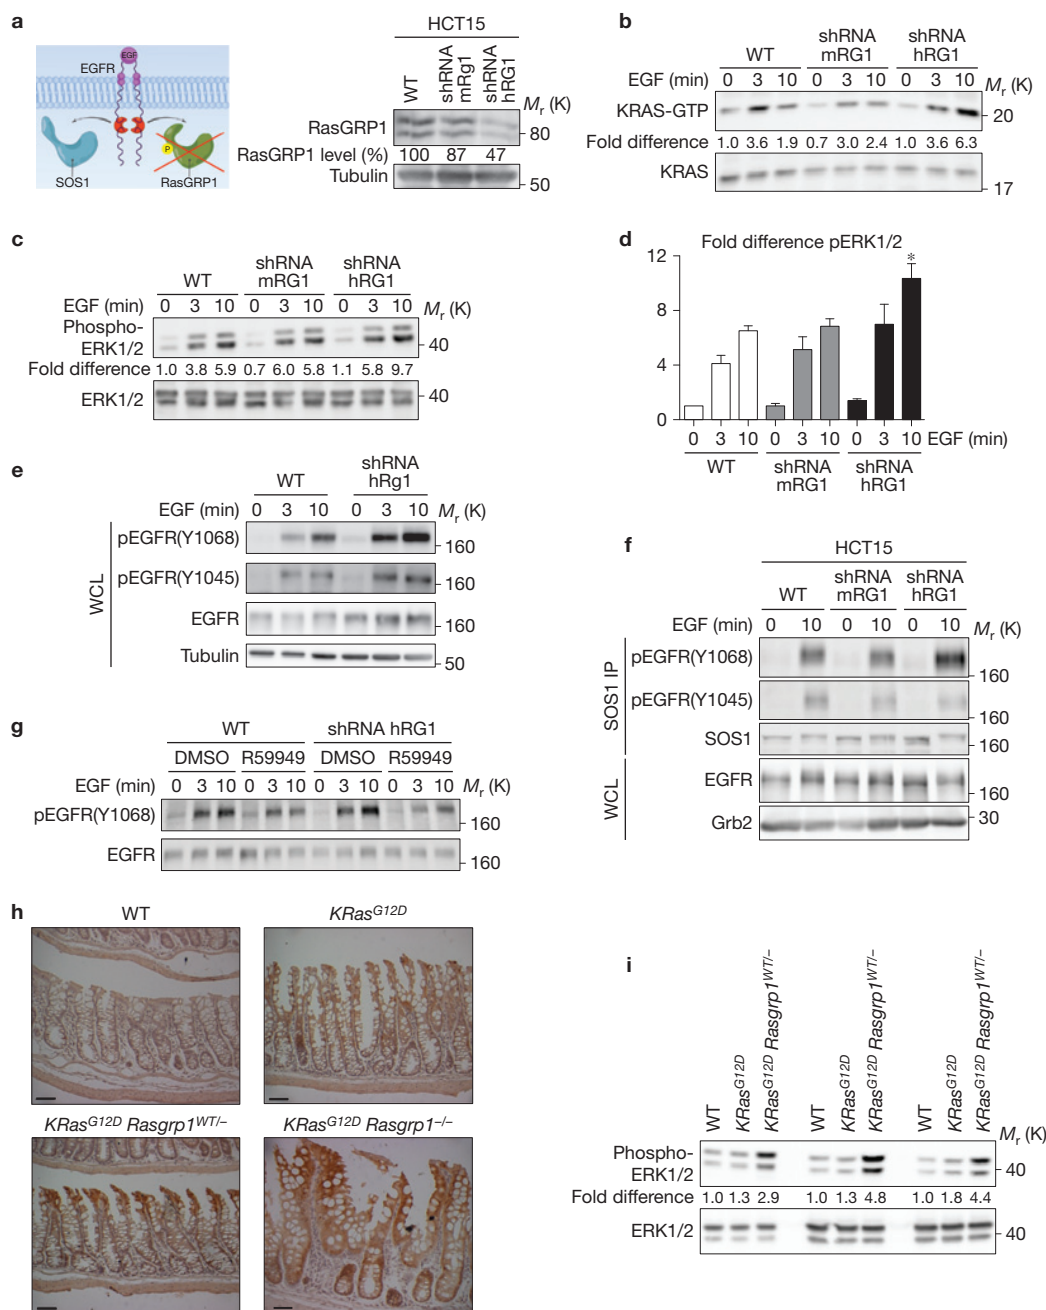 a
EGF
EGFR
P
SOS1
RasGRP1
HCT15
WT
shRNA mRg1
shRNA hRG1
Mr (K)
RasGRP1
80
RasGRP1 level (%) 100 87 47
Tubulin
50
b
WT
shRNA mRG1
shRNA hRG1
EGF (min) 0 3 10 0 3 10 0 3 10 Mr (K)
KRAS-GTP
20
Fold difference 1.0 3.6 1.9 0.7 3.0 2.4 1.0 3.6 6.3
KRAS
17
c
WT
shRNA mRG1
shRNA hRG1
EGF (min) 0 3 10 0 3 10 0 3 10 Mr (K)
Phospho-
ERK1/2
40
Fold difference 1.0 3.8 5.9 0.7 6.0 5.8 1.1 5.8 9.7
ERK1/2
40
d
Fold difference pERK1/2
12
8
4
0
*
0 3 10 0 3 10 0 3 10 EGF (min)
WT
shRNA mRG1
shRNA hRG1
e
WT
shRNA hRg1
EGF (min) 0 3 10 0 3 10 Mr (K)
WCL
pEGFR(Y1068)
160
pEGFR(Y1045)
160
EGFR
160
Tubulin
50
f
HCT15
WT
shRNA mRG1
shRNA hRG1
EGF (min) 0 10 0 10 0 10 Mr (K)
SOS1 IP
pEGFR(Y1068)
160
pEGFR(Y1045)
160
SOS1
160
WCL
EGFR
160
Grb2
30
g
WT
shRNA hRG1
DMSO R59949 DMSO R59949
EGF (min) 0 3 10 0 3 10 0 3 10 0 3 10 Mr (K)
pEGFR(Y1068)
160
EGFR
160
h
WT
KRasG12D
KRasG12D Rasgrp1WT/–
KRasG12D Rasgrp1–/–
i
WT
KRasG12D
KRasG12D Rasgrp1WT/–
WT
KRasG12D
KRasG12D Rasgrp1WT/–
WT
KRasG12D
KRasG12D Rasgrp1WT/–
Mr (K)
Phospho-
ERK1/2
40
Fold difference 1.0 1.3 2.9 1.0 1.3 4.8 1.0 1.8 4.4
ERK1/2
40